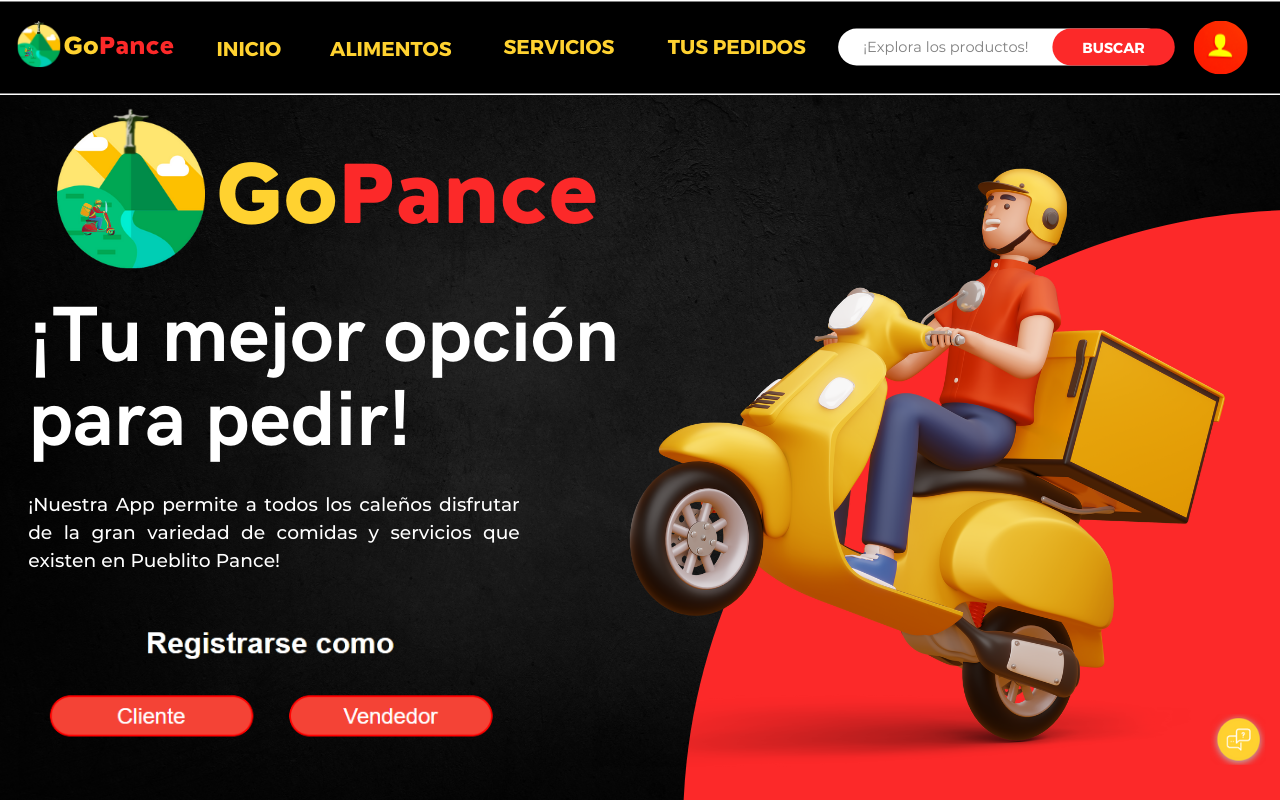 GoPance
INICIO
ALIMENTOS
SERVICIOS
TUS PEDIDOS
¡Explora los productos!
BUSCAR
GoPance
¡Tu mejor opción
para pedir!
¡Nuestra App permite a todos los caleños disfrutar
de la gran variedad de comidas y servicios que
existen en Pueblito Pance!
Registrarse como
Cliente
Vendedor